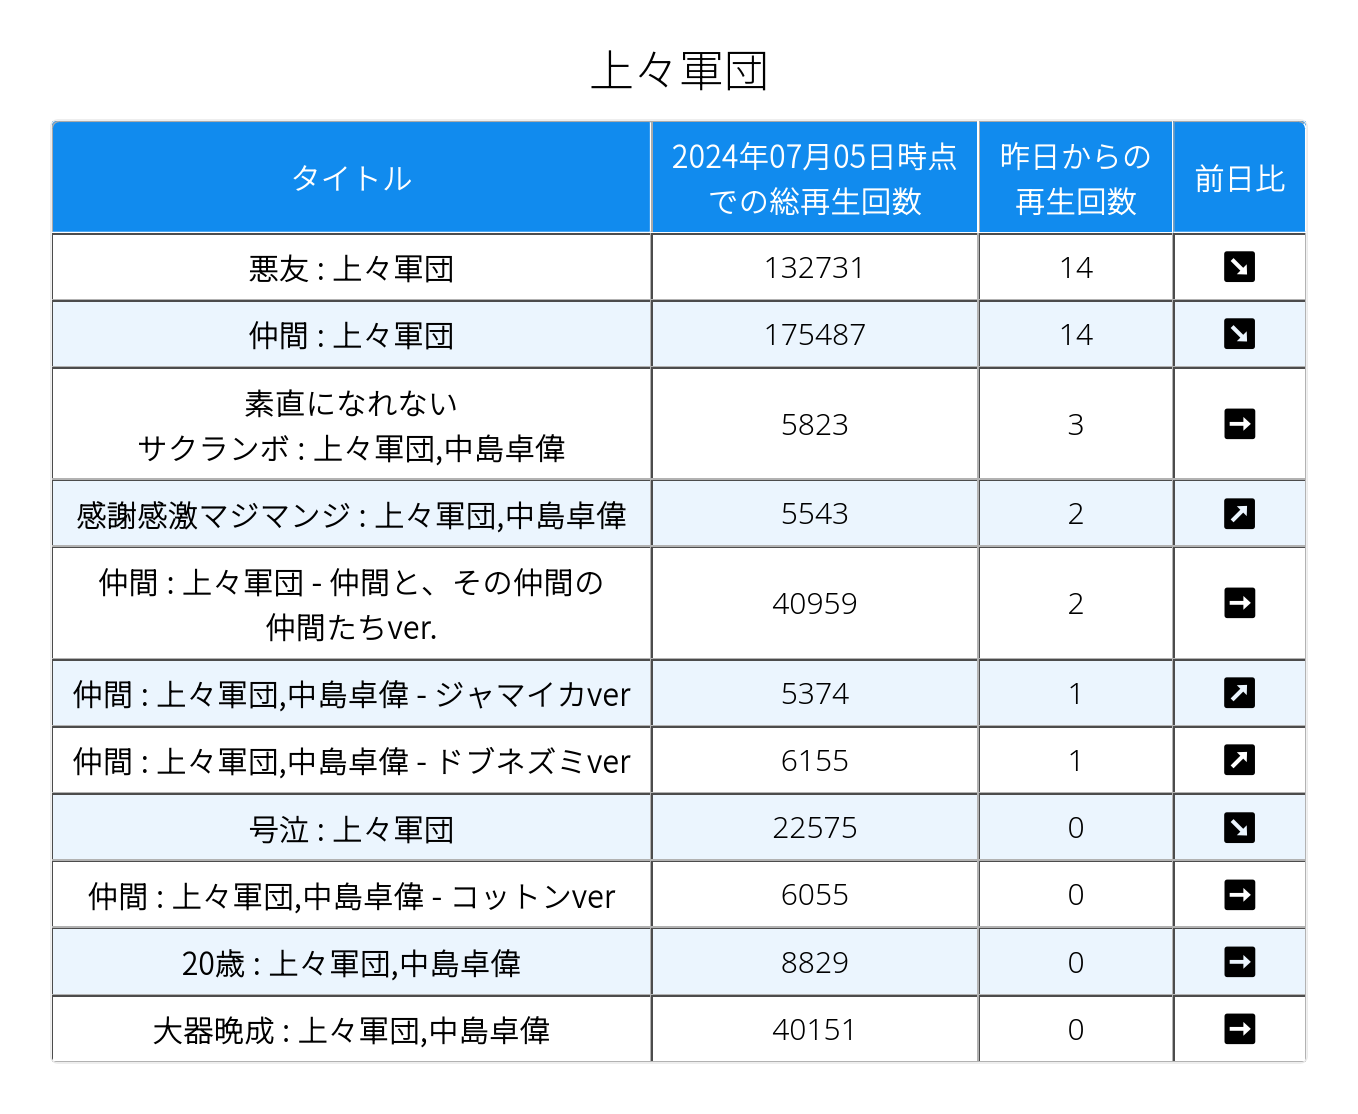 上々軍団
タイトル
2024年07月05日時点
での総再生回数
昨日からの
再生回数
前日比
悪友 : 上々軍団
132731
14
仲間 : 上々軍団
175487
14
素直になれない
サクランボ : 上々軍団,中島卓偉
5823
3
感謝感激マジマンジ : 上々軍団,中島卓偉
5543
2
仲間 : 上々軍団 - 仲間と、その仲間の
仲間たちver.
40959
2
仲間 : 上々軍団,中島卓偉 - ジャマイカver
5374
1
仲間 : 上々軍団,中島卓偉 - ドブネズミver
6155
1
号泣 : 上々軍団
22575
0
仲間 : 上々軍団,中島卓偉 - コットンver
6055
0
20歳 : 上々軍団,中島卓偉
8829
0
大器晩成 : 上々軍団,中島卓偉
40151
0